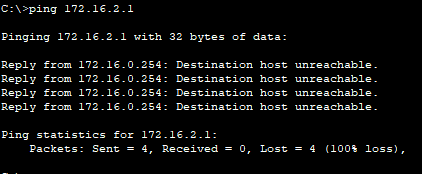 C:\>ping 172.16.2.1
Pinging 172.16.2.1 with 32 bytes of data:
Reply from 172.16.0.254: Destination host unreachable.
Reply from 172.16.0.254: Destination host unreachable.
Reply from 172.16.0.254: Destination host unreachable.
Reply from 172.16.0.254: Destination host unreachable.
Ping statistics for 172.16.2.1:
    Packets: Sent = 4, Received = 0, Lost = 4 (100% loss),